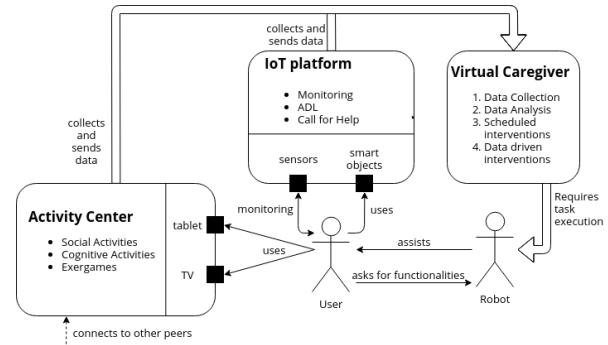 collects and
sends data
IoT platform
• Monitoring
• ADL
• Call for Help
sensors
smart
objects
Virtual Caregiver
1. Data Collection
2. Data Analysis
3. Scheduled
interventions
4. Data driven
interventions
collects
and
sends
data
Activity Center
• Social Activities
• Cognitive Activities
• Exergames
tablet
TV
monitoring
uses
uses
assists
asks for functionalities
User
Robot
Requires
task
execution
connects to other peers